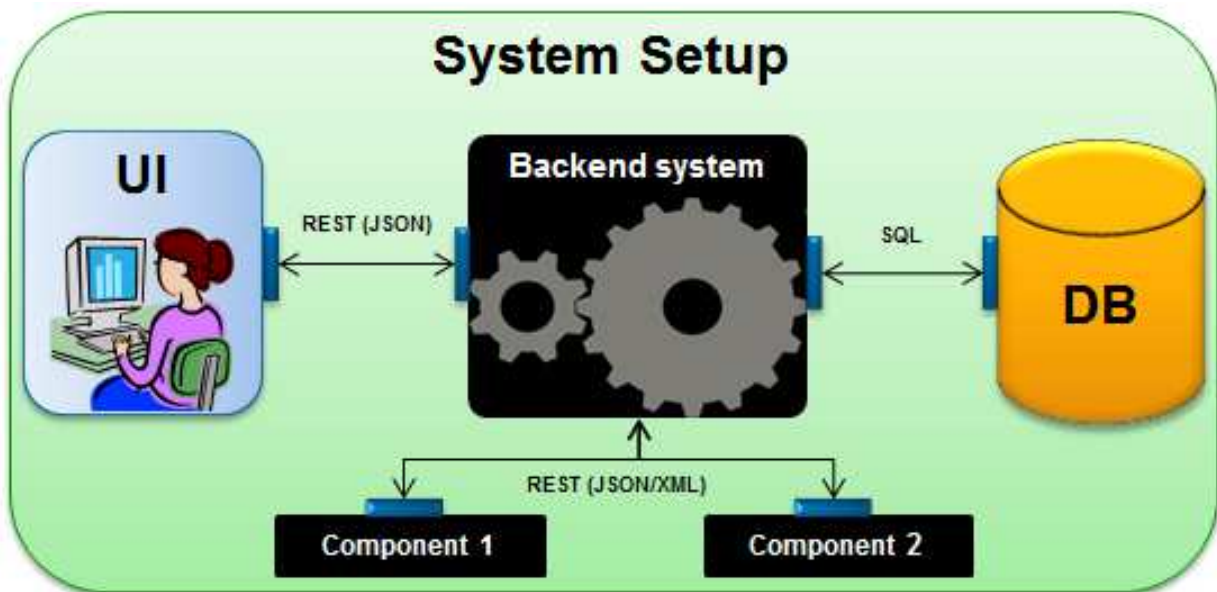 System Setup
UI
Backend system
REST (JSON)
SQL
DB
REST (JSON/XML)
Component 1
Component 2